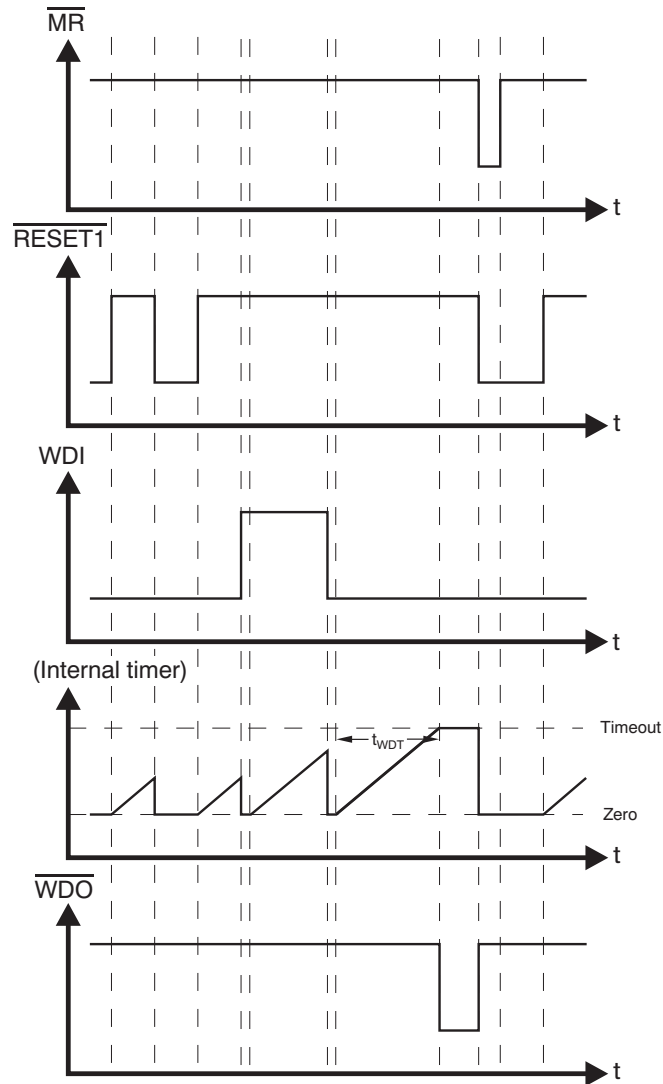 MR
t
RESET1
t
WDI
t
(Internal timer)
Timeout
tWDT
Zero
t
WDO
t